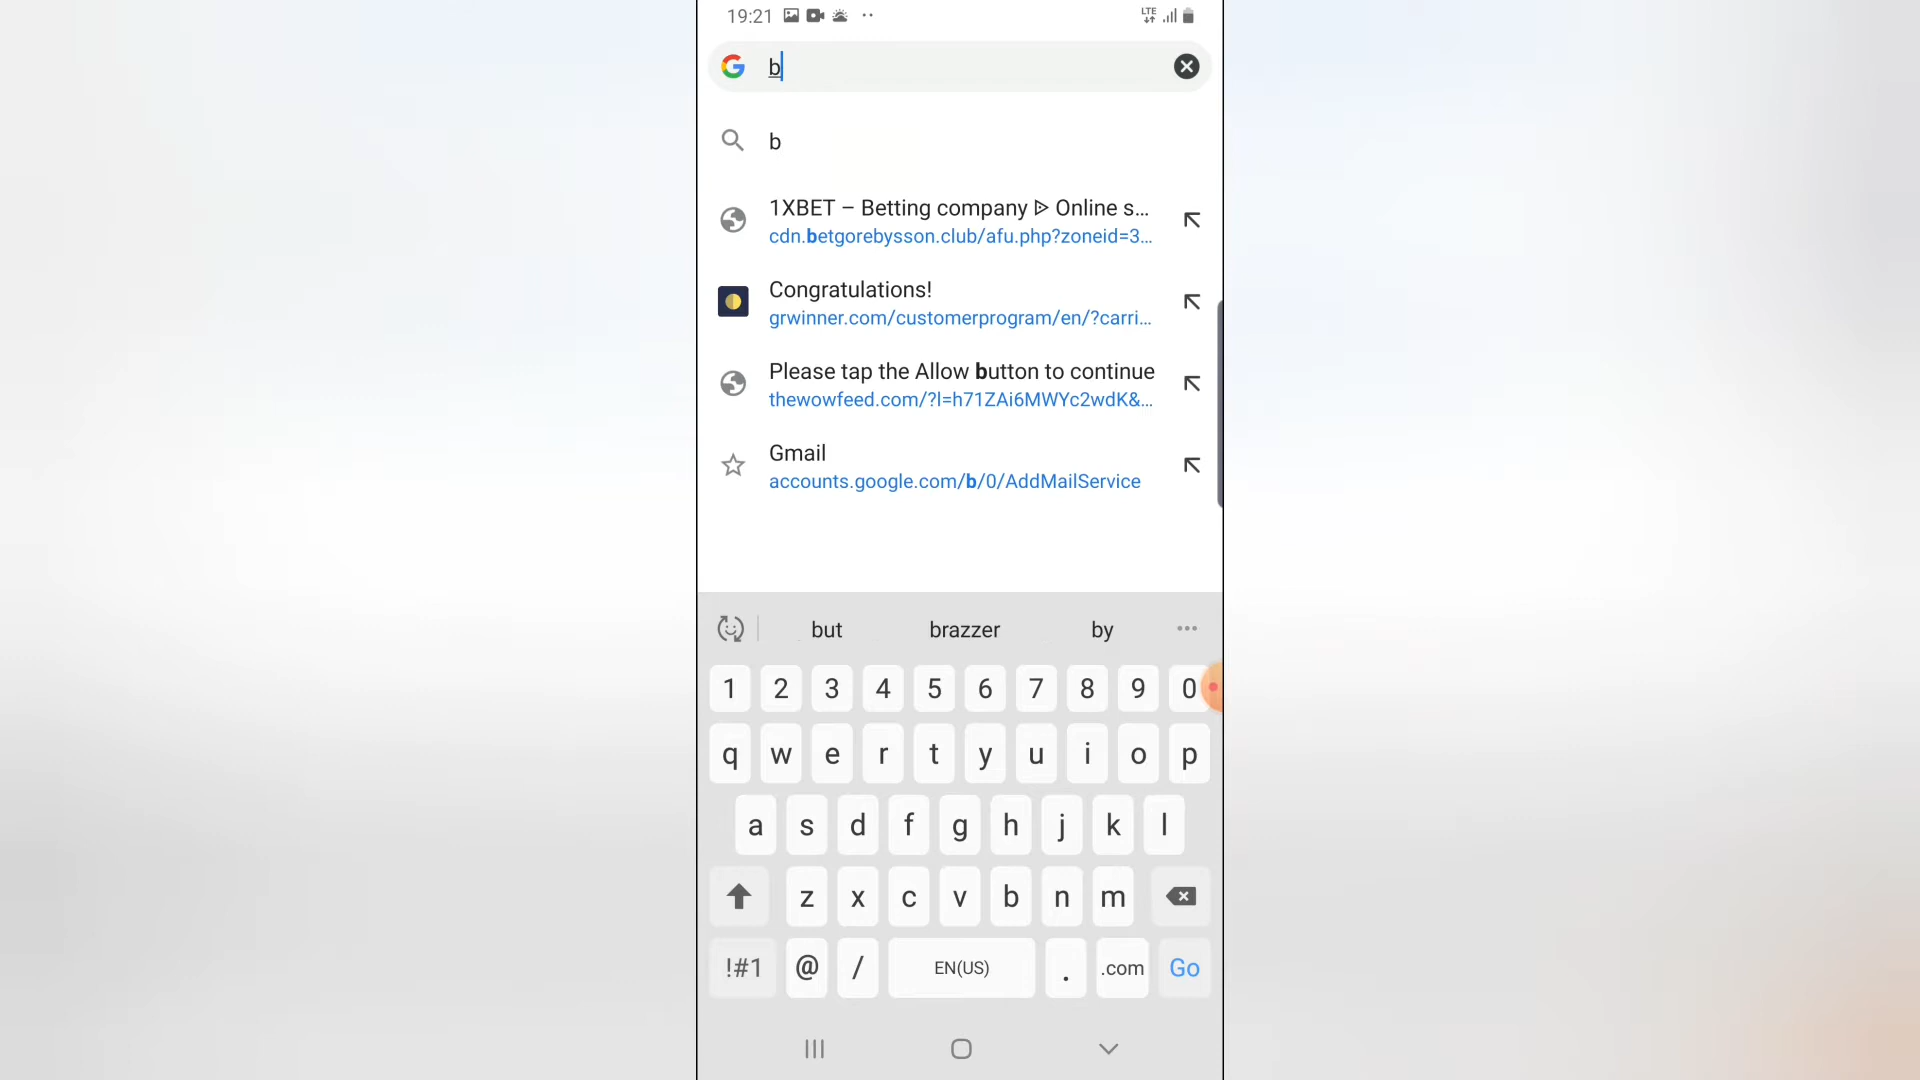 19:21
LTE
b
b
1XBET – Betting company ᐉ Online s...
cdn.betgorebysson.club/afu.php?zoneid=3...
Congratulations!
grwinner.com/customerprogram/en/?carri...
Please tap the Allow button to continue
thewowfeed.com/?l=h71ZAi6MWYc2wdK&...
Gmail
accounts.google.com/b/0/AddMailService
but brazzer by
1 2 3 4 5 6 7 8 9 0
q w e r t y u i o p
a s d f g h j k l
z x c v b n m
!#1 @ / EN(US) . .com Go